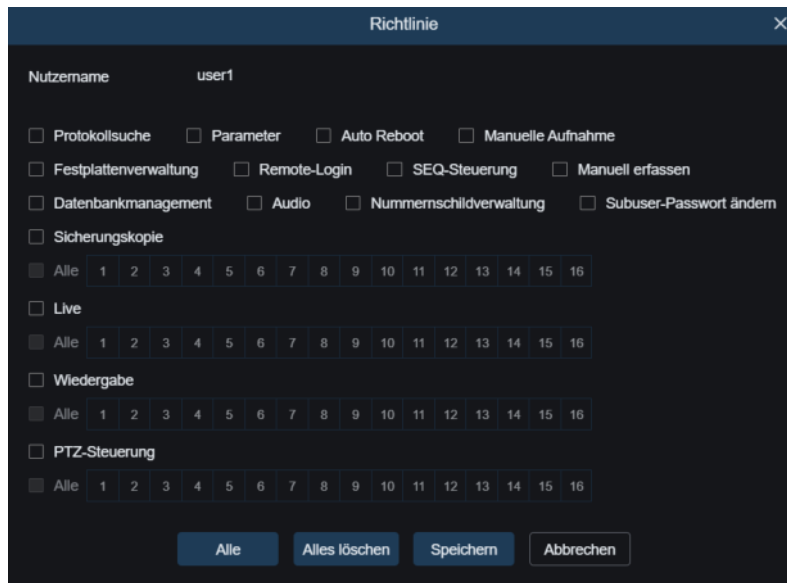 Richtlinie
Nutzername user1
Protokollsuche Parameter Auto Reboot Manuelle Aufnahme
Festplattenverwaltung Remote-Login SEQ-Steuerung Manuell erfassen
Datenbankmanagement Audio Nummernschildverwaltung Subuser-Passwort ändern
Sicherungskopie
Alle 1 2 3 4 5 6 7 8 9 10 11 12 13 14 15 16
Live
Alle 1 2 3 4 5 6 7 8 9 10 11 12 13 14 15 16
Wiedergabe
Alle 1 2 3 4 5 6 7 8 9 10 11 12 13 14 15 16
PTZ-Steuerung
Alle 1 2 3 4 5 6 7 8 9 10 11 12 13 14 15 16
Alle Alles löschen Speichern Abbrechen